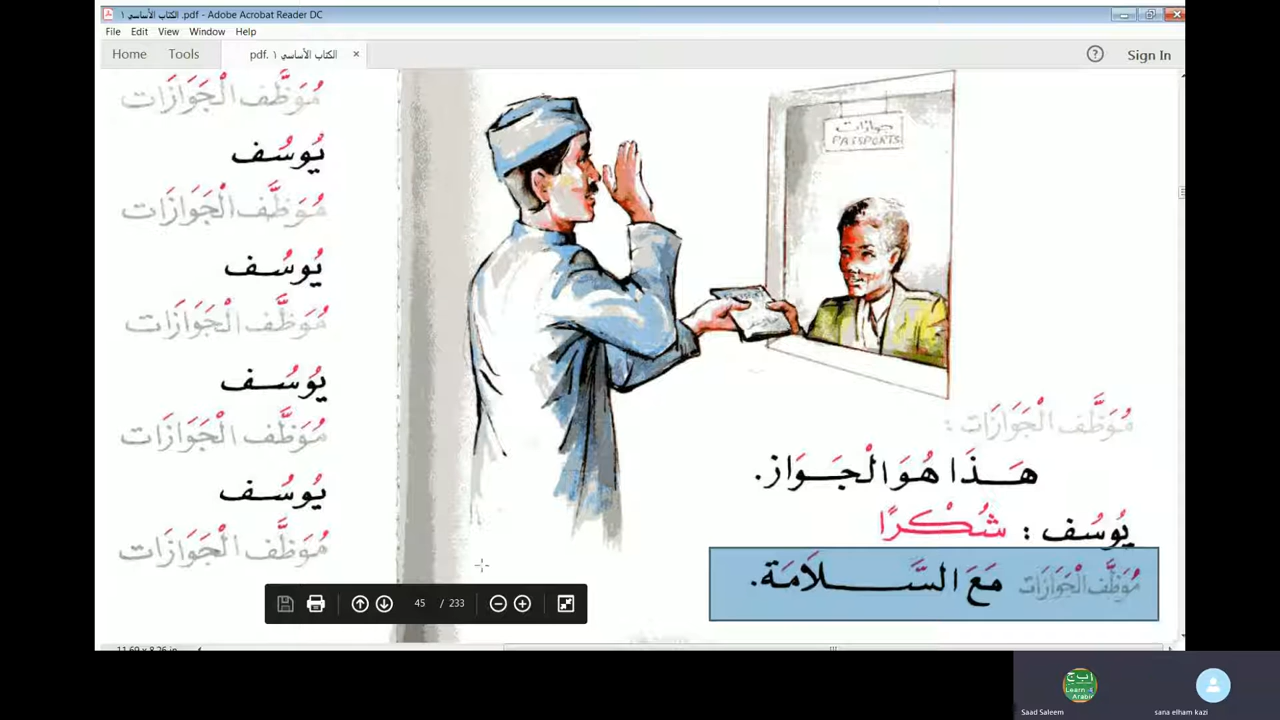 الكتاب الأساسي ١.pdf - Adobe Acrobat Reader DC
File Edit View Window Help
Home Tools الكتاب الأساسي ١.pdf × ? Sign In
مُوَظَّف الْجَوَازَات
يُوسُف
مُوَظَّف الْجَوَازَات
يُوسُف
مُوَظَّف الْجَوَازَات
يُوَسُف
مُوَظَّف الْجَوَازَات
يُوسُف
مُوَظَّف الْجَوَازَات
جوازات
PASSPORTS
مُوَظَّف الْجَوَازَات :
هَـذَا هُوَ الْجَـوَاز.
يُوسُف : شُكْرًا
مُوَظَّف الْجَوَازَات مَعَ السَّـلَامَة.
45 / 233
Saad Saleem
Learn Arabic
sana elham kazi